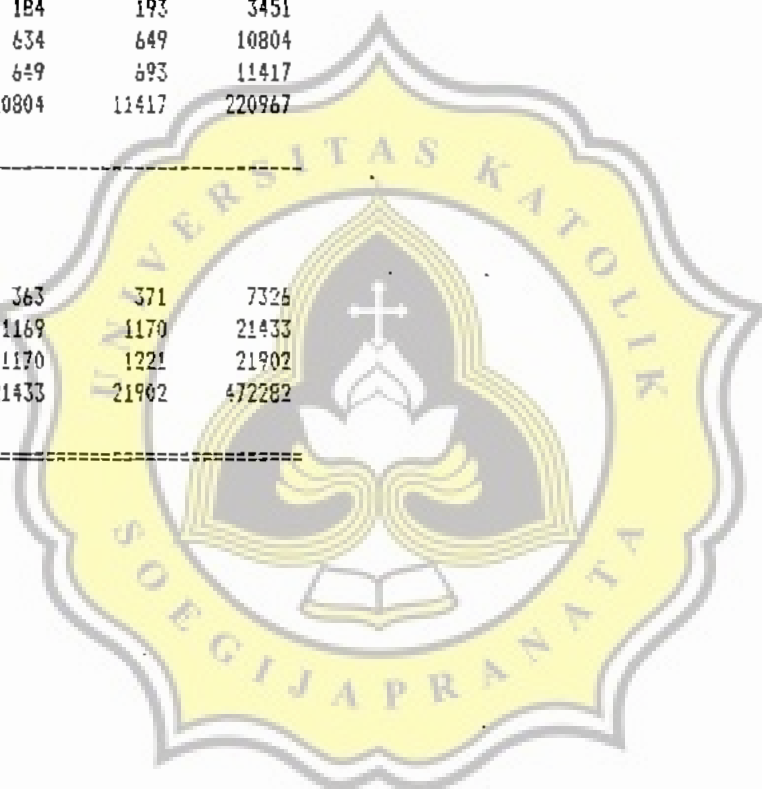 184 193 3451
634 649 10804
649 693 11417
0804 11417 220967
363 371 7326
1169 1170 21433
1170 1221 21902
1433 21902 472282
UNIVERSITAS KATOLIK
SOEGIJAPRANATA